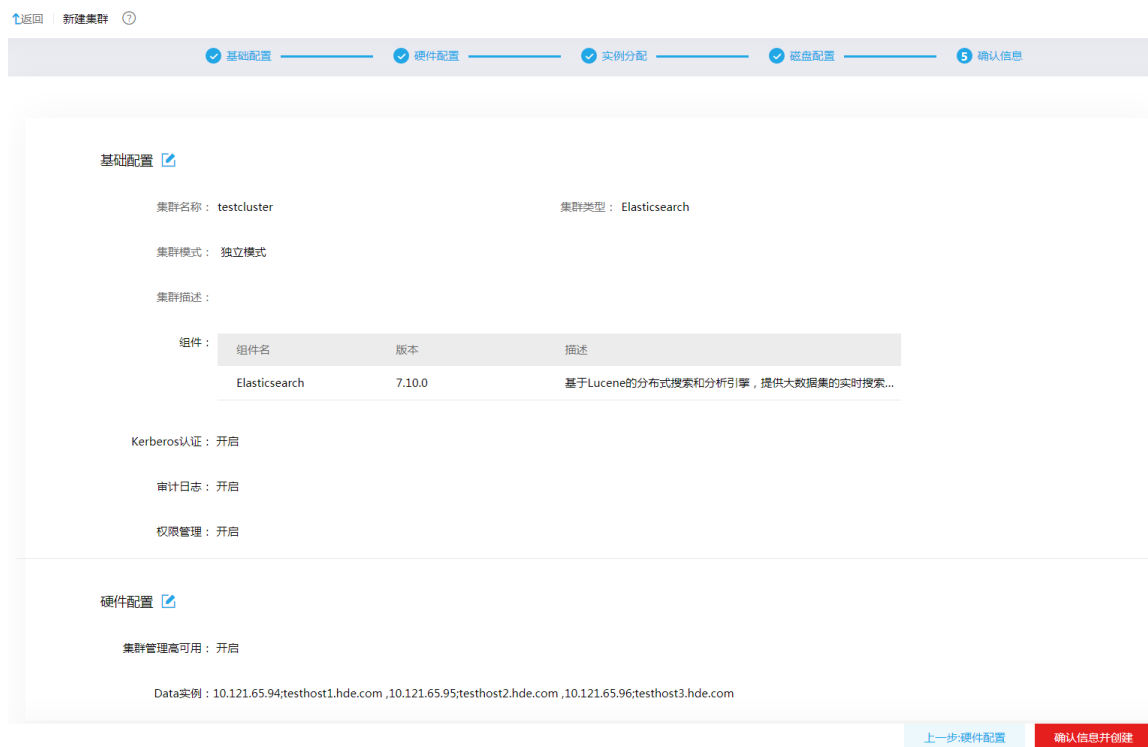 返回 新建集群 ?
基础配置 硬件配置 实例分配 磁盘配置 5 确认信息
基础配置
集群名称： testcluster 集群类型： Elasticsearch
集群模式： 独立模式
集群描述：
组件： 组件名 版本 描述
Elasticsearch 7.10.0 基于Lucene的分布式搜索和分析引擎，提供大数据集的实时搜索...
Kerberos认证： 开启
审计日志： 开启
权限管理： 开启
硬件配置
集群管理高可用： 开启
Data实例：10.121.65.94;testhost1.hde.com ,10.121.65.95;testhost2.hde.com ,10.121.65.96;testhost3.hde.com
上一步:硬件配置 确认信息并创建